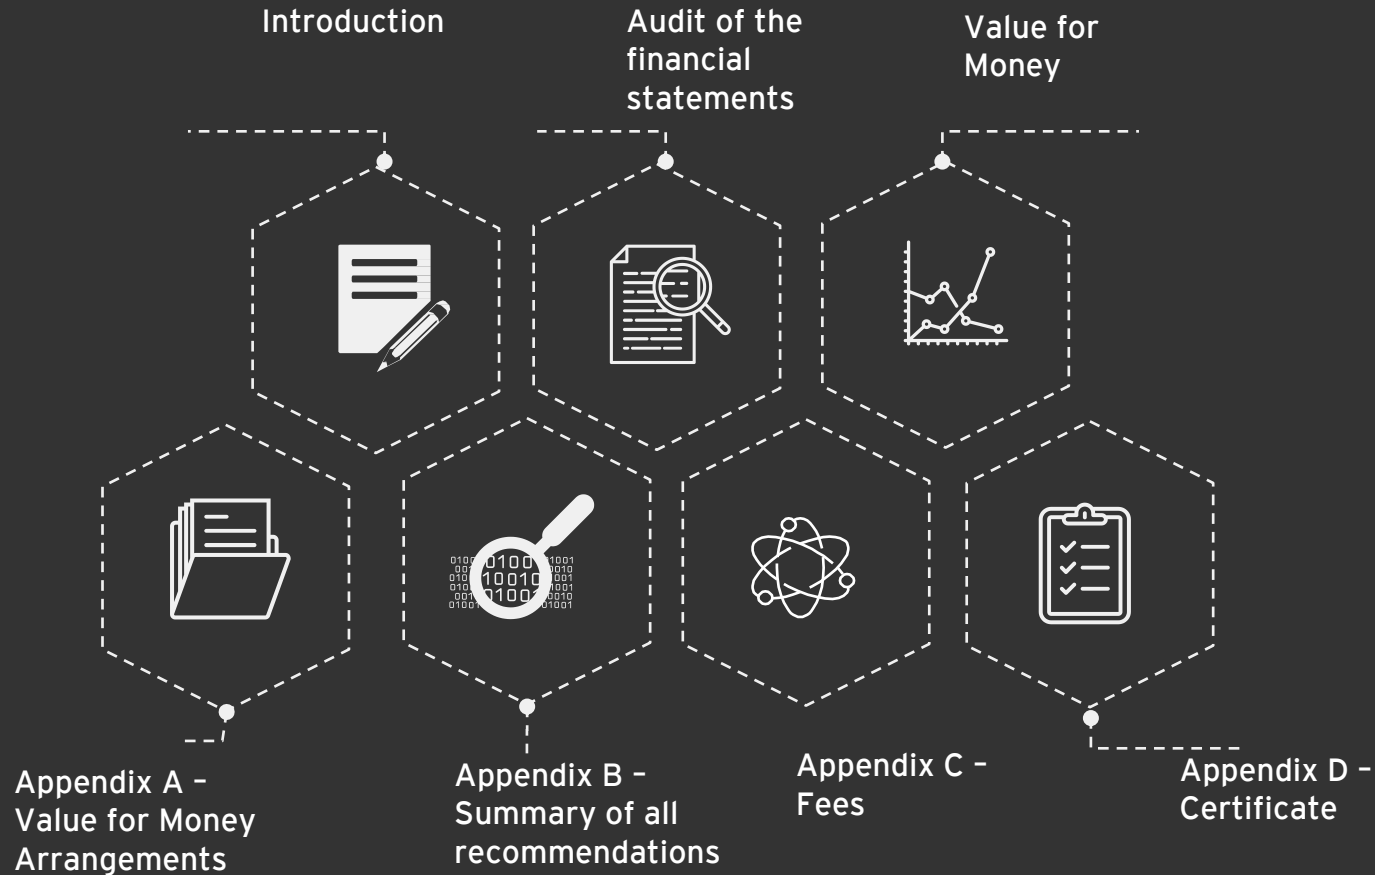 Introduction
Audit of the
financial
statements
Value for
Money
Appendix A –
Value for Money
Arrangements
Appendix B –
Summary of all
recommendations
Appendix C –
Fees
Appendix D –
Certificate